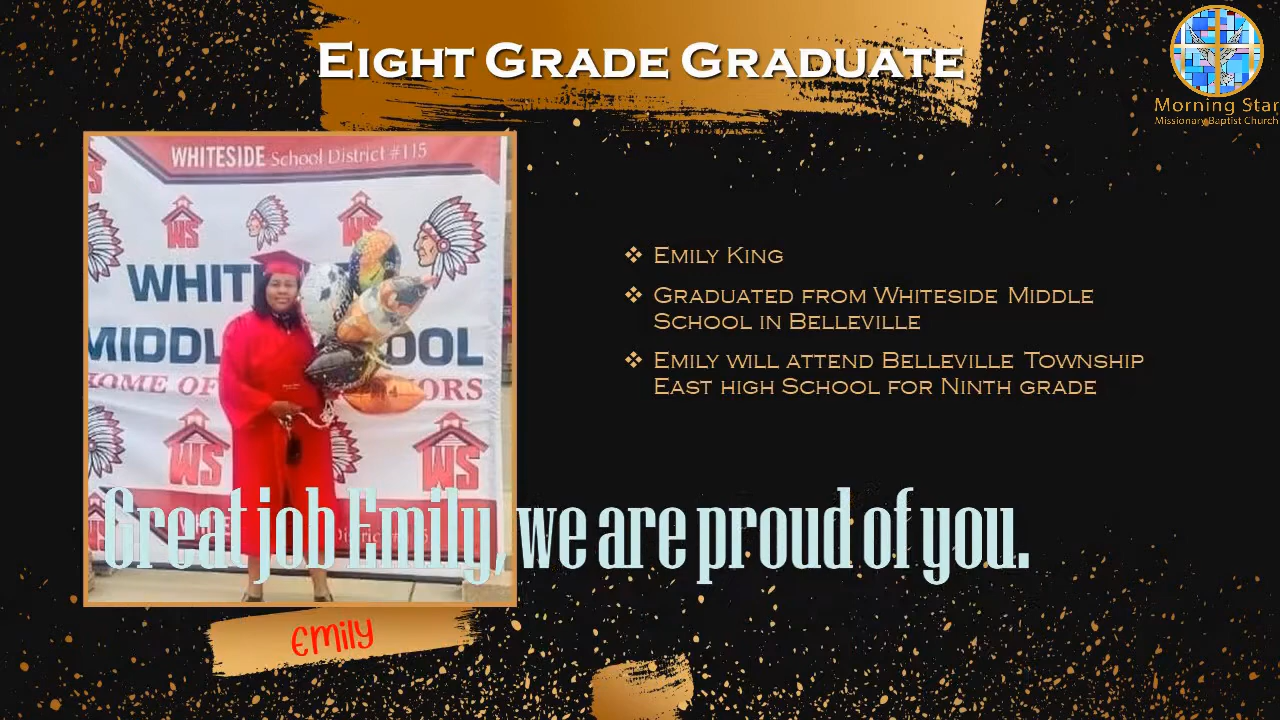 Eight Grade Graduate
Morning Star
Missionary Baptist Church
WHITESIDE School District #115
WS
WS
WHIT
MIDDL OOL
HOME OF ORS
WS
WS
Emily King
Graduated from Whiteside Middle
School in Belleville
Emily will attend Belleville Township
East high School for Ninth grade
Great job Emily, we are proud of you.
Emily